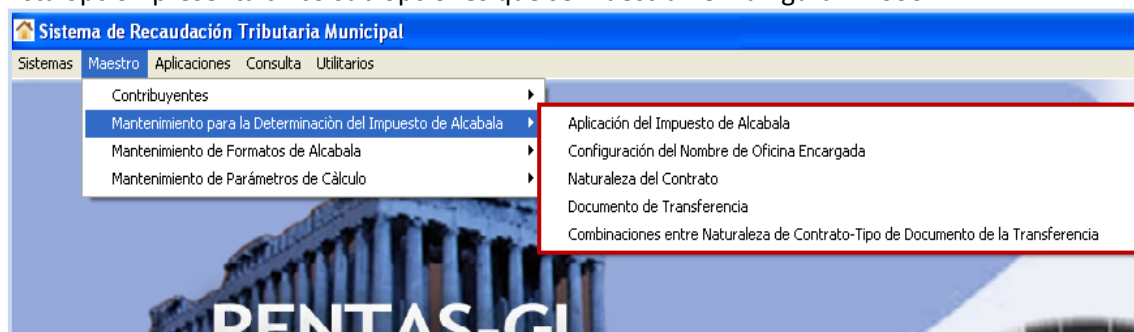 Sistema de Recaudación Tributaria Municipal
Sistemas Maestro Aplicaciones Consulta Utilitarios
Contribuyentes
Mantenimiento para la Determinaciòn del Impuesto de Alcabala
Mantenimiento de Formatos de Alcabala
Mantenimiento de Parámetros de Càlculo
Aplicación del Impuesto de Alcabala
Configuración del Nombre de Oficina Encargada
Naturaleza del Contrato
Documento de Transferencia
Combinaciones entre Naturaleza de Contrato-Tipo de Documento de la Transferencia
RENTAS-GL